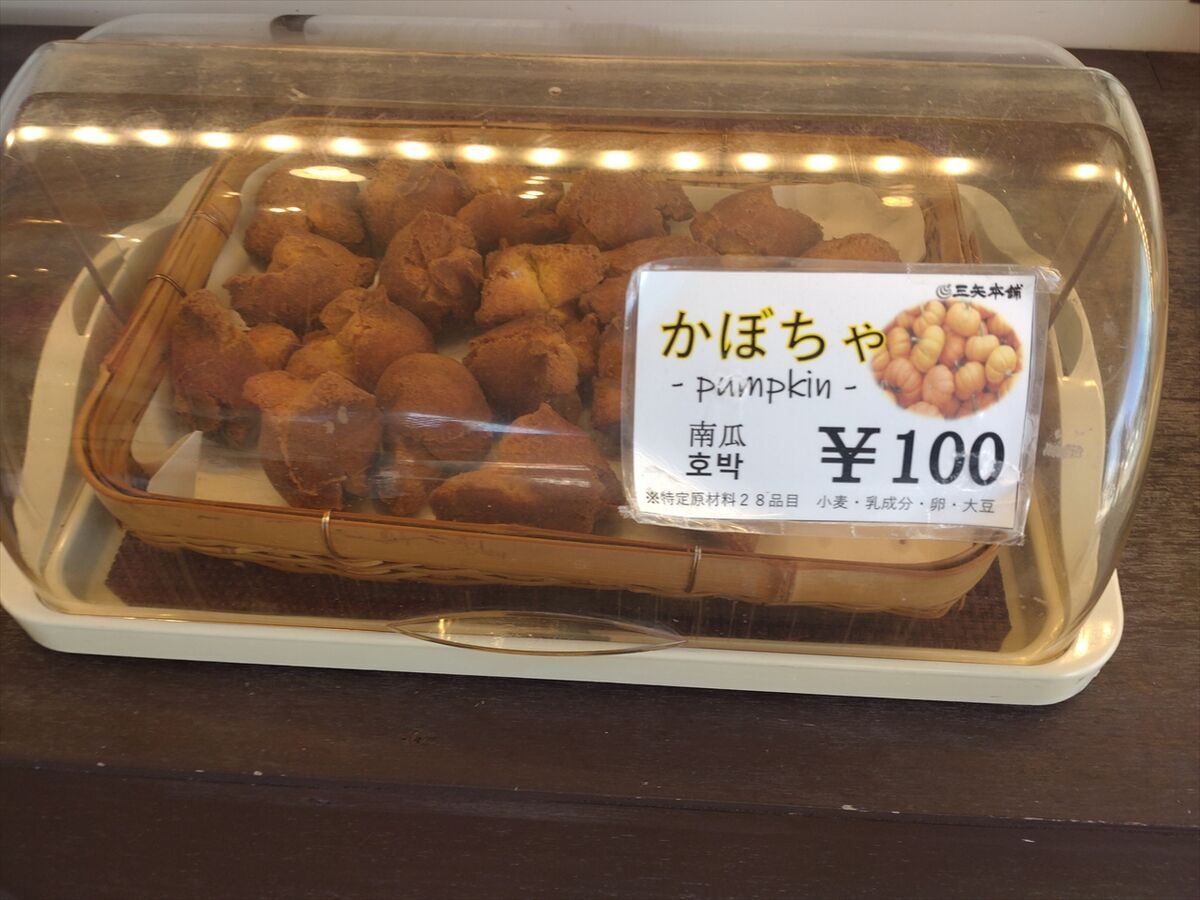 三矢本舗
かぼちゃ
- pumpkin -
南瓜
호박
¥100
※特定原材料28品目 小麦・乳成分・卵・大豆